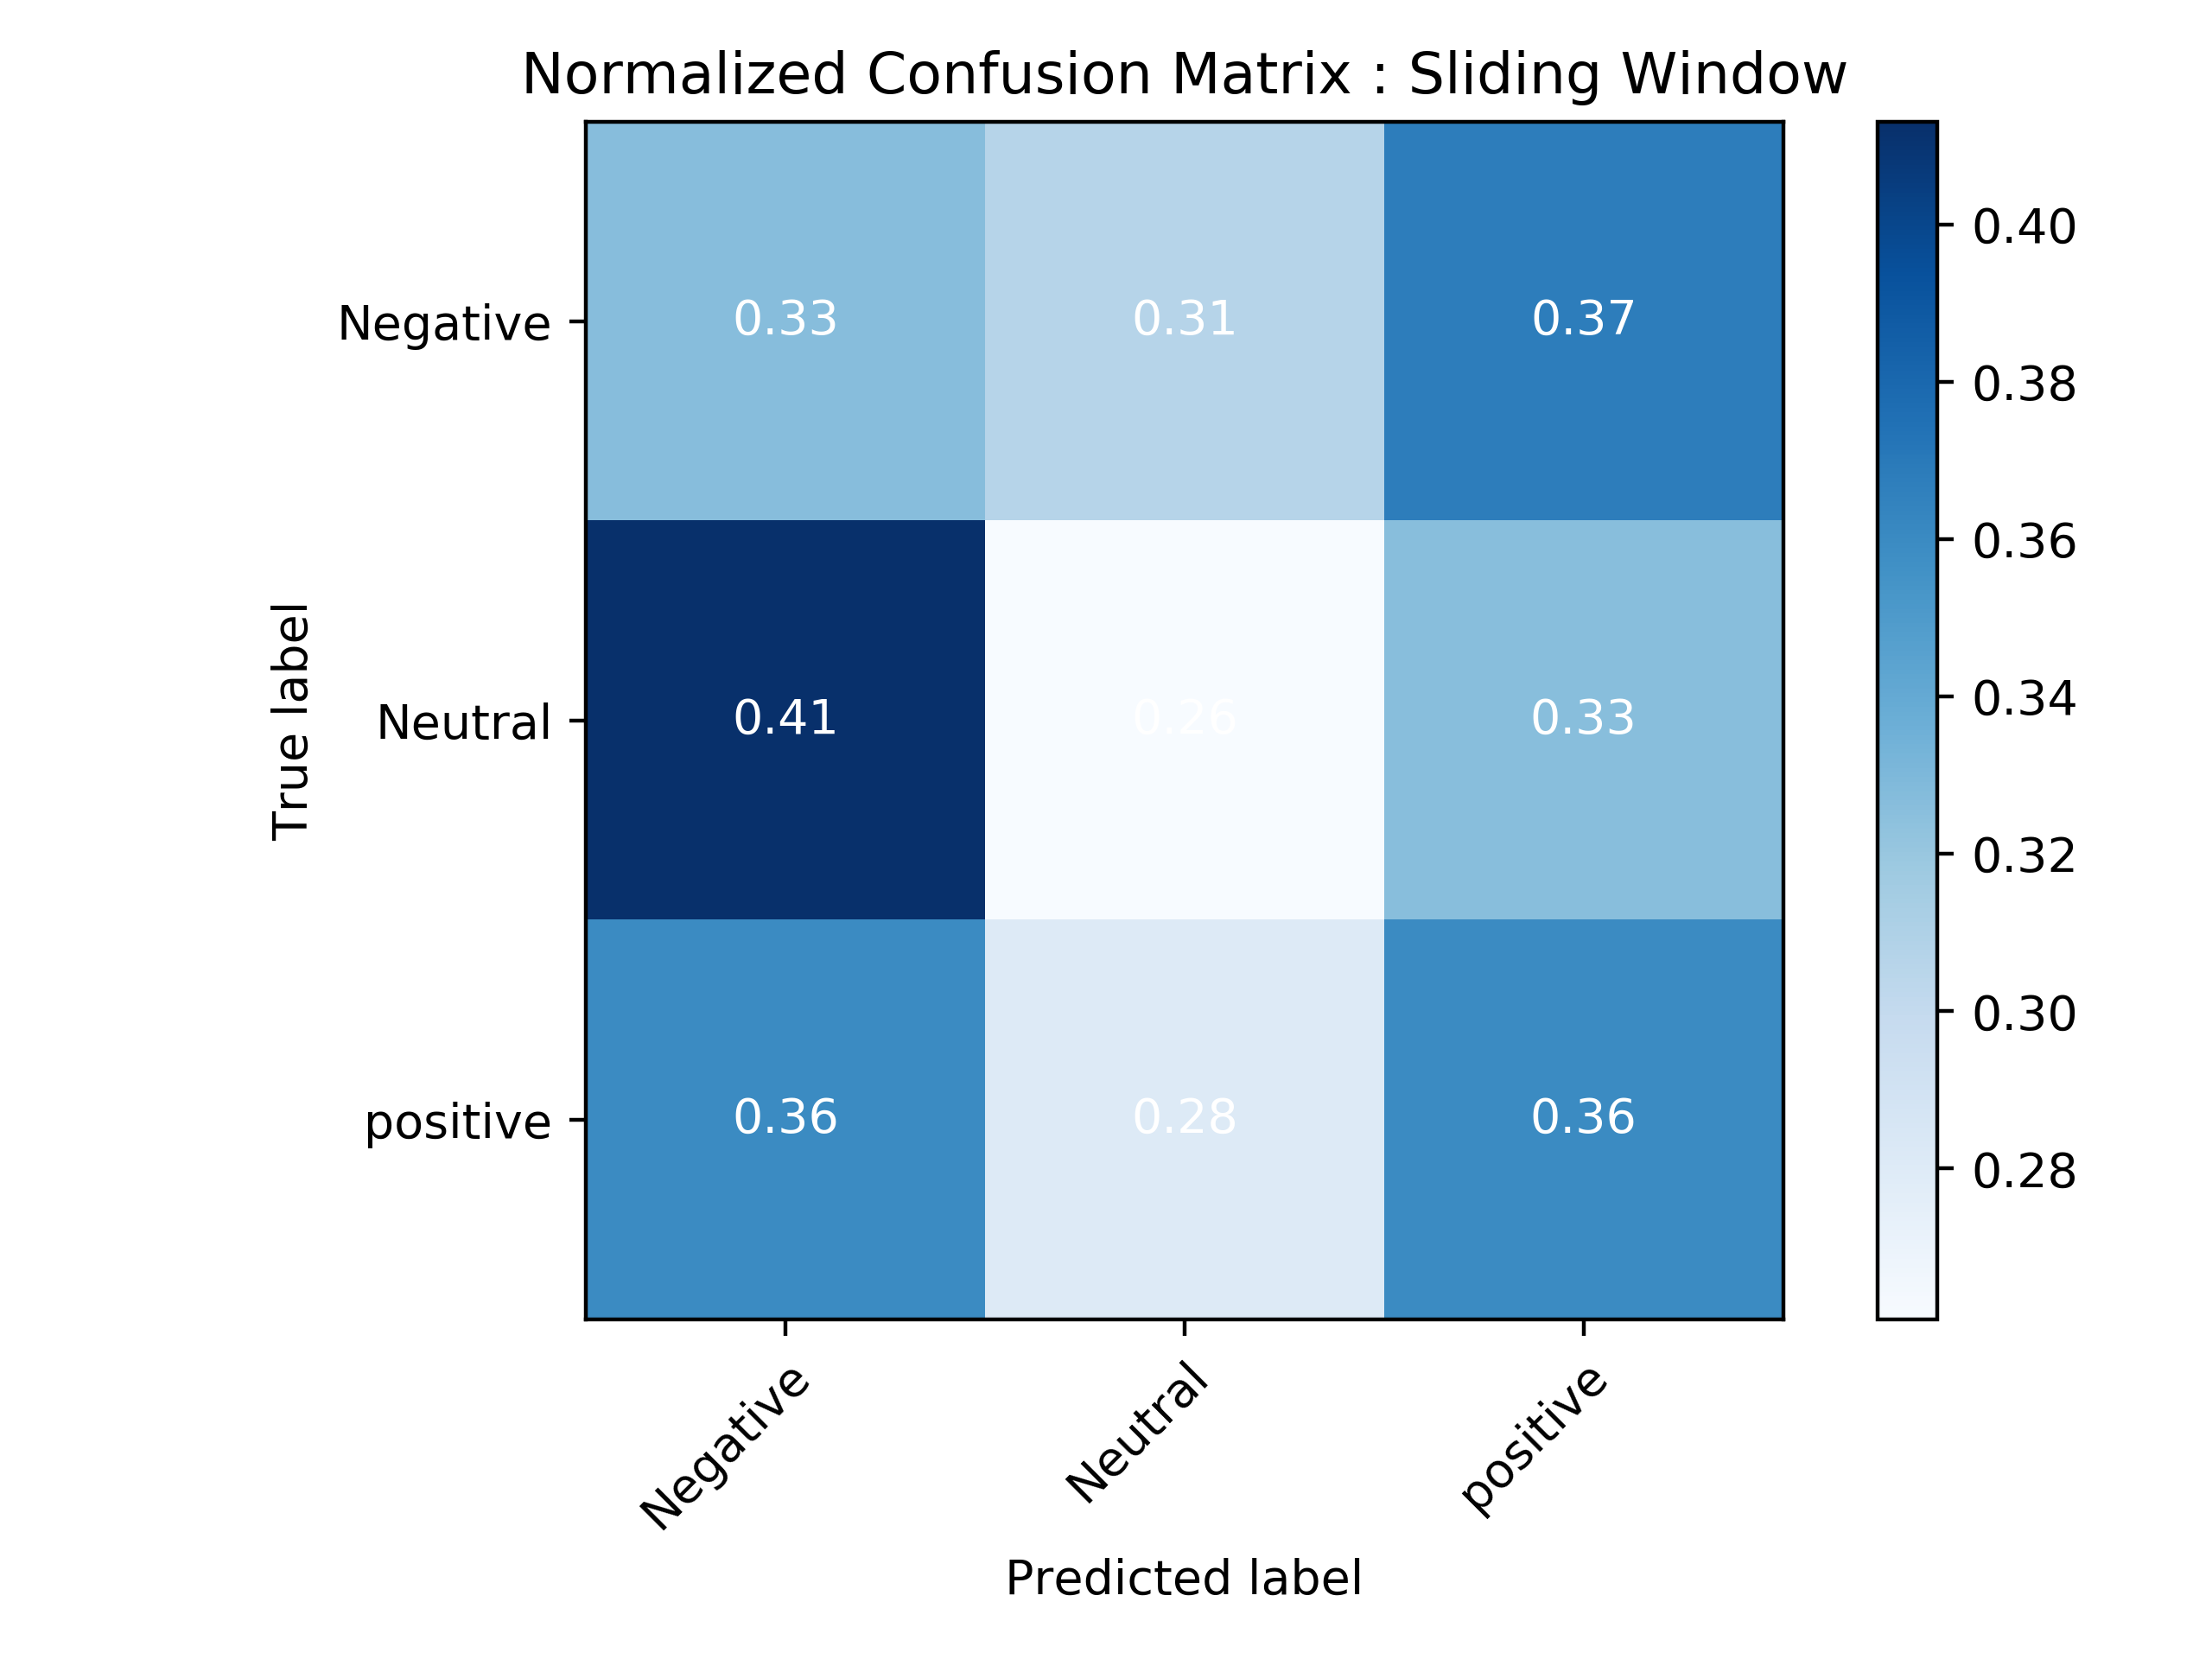 Normalized Confusion Matrix : Sliding Window
Negative
0.33
0.31
0.37
Neutral
0.41
0.26
0.33
positive
0.36
0.28
0.36
True label
Negative
Neutral
positive
Predicted label
0.40
0.38
0.36
0.34
0.32
0.30
0.28